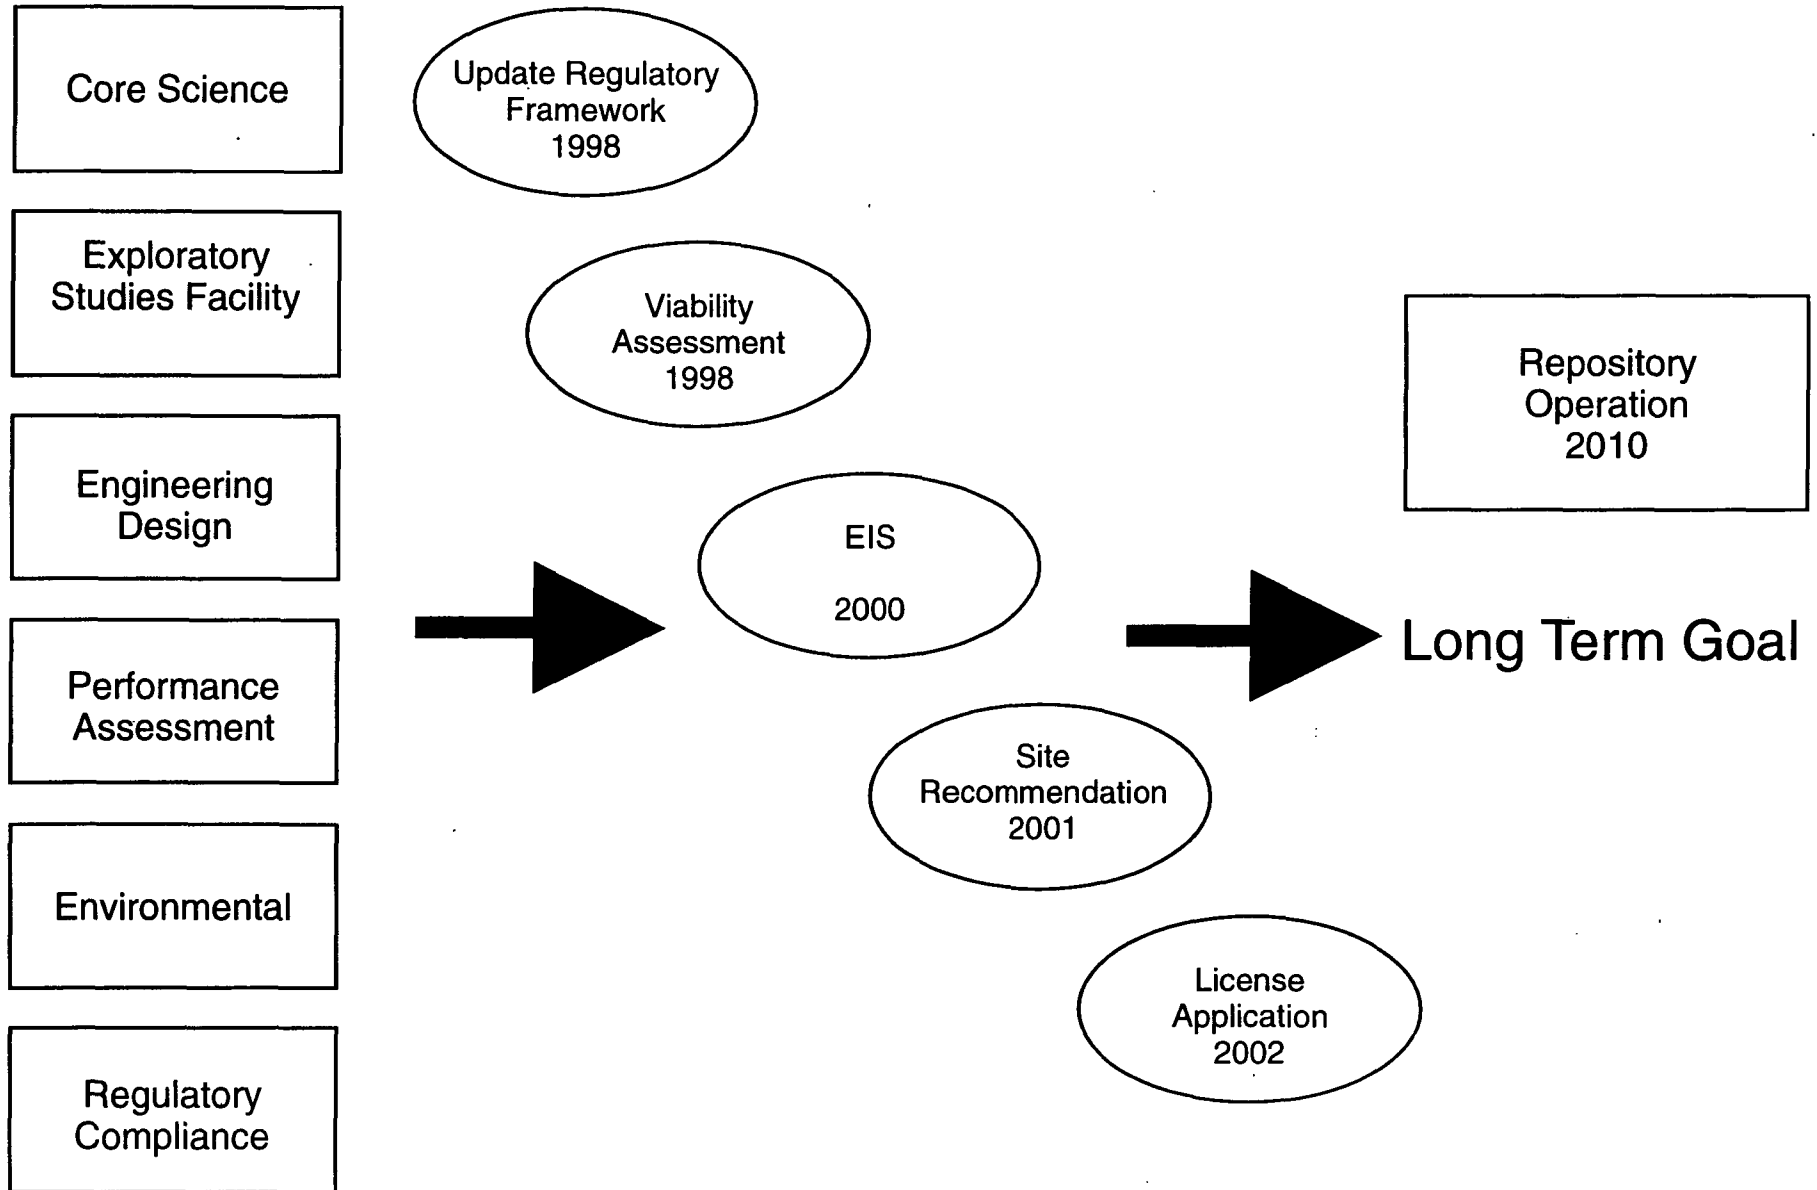 Core Science
Exploratory
Studies Facility
Engineering
Design
Performance
Assessment
Environmental
Regulatory
Compliance
Update Regulatory
Framework
1998
Viability
Assessment
1998
EIS
2000
Site
Recommendation
2001
License
Application
2002
Repository
Operation
2010
Long Term Goal